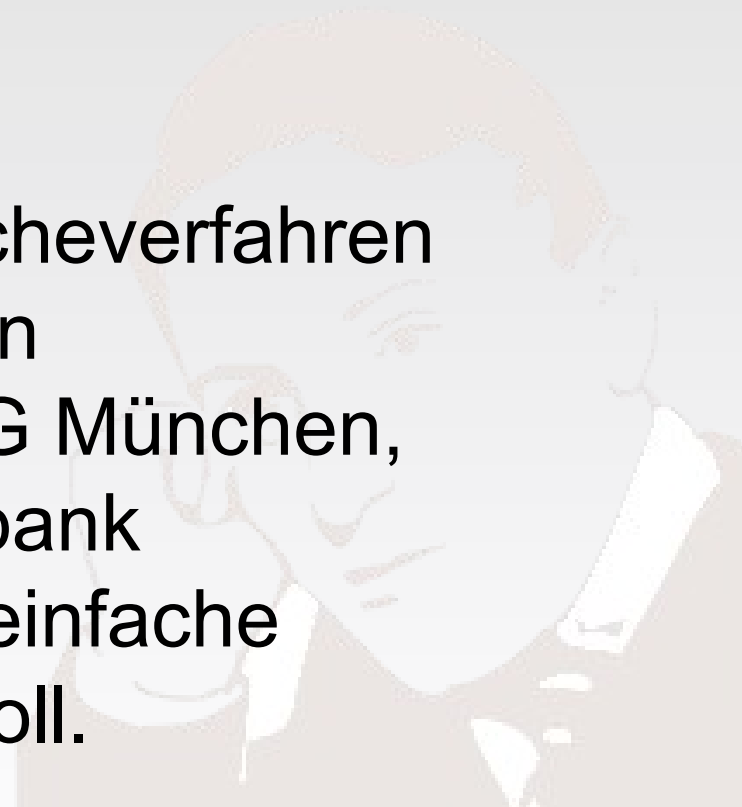 cheverfahren
n
G München,
bank
einfache
oll.